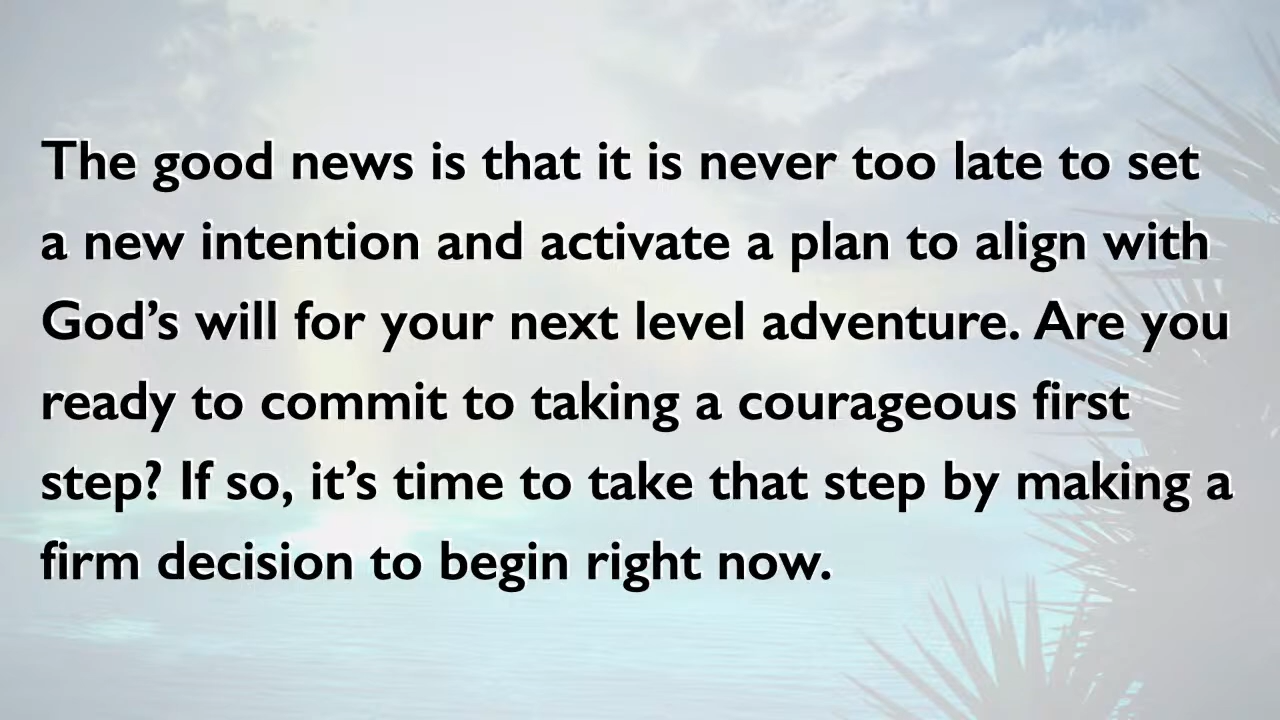 The good news is that it is never too late to set
a new intention and activate a plan to align with
God’s will for your next level adventure. Are you
ready to commit to taking a courageous first
step? If so, it’s time to take that step by making a
firm decision to begin right now.